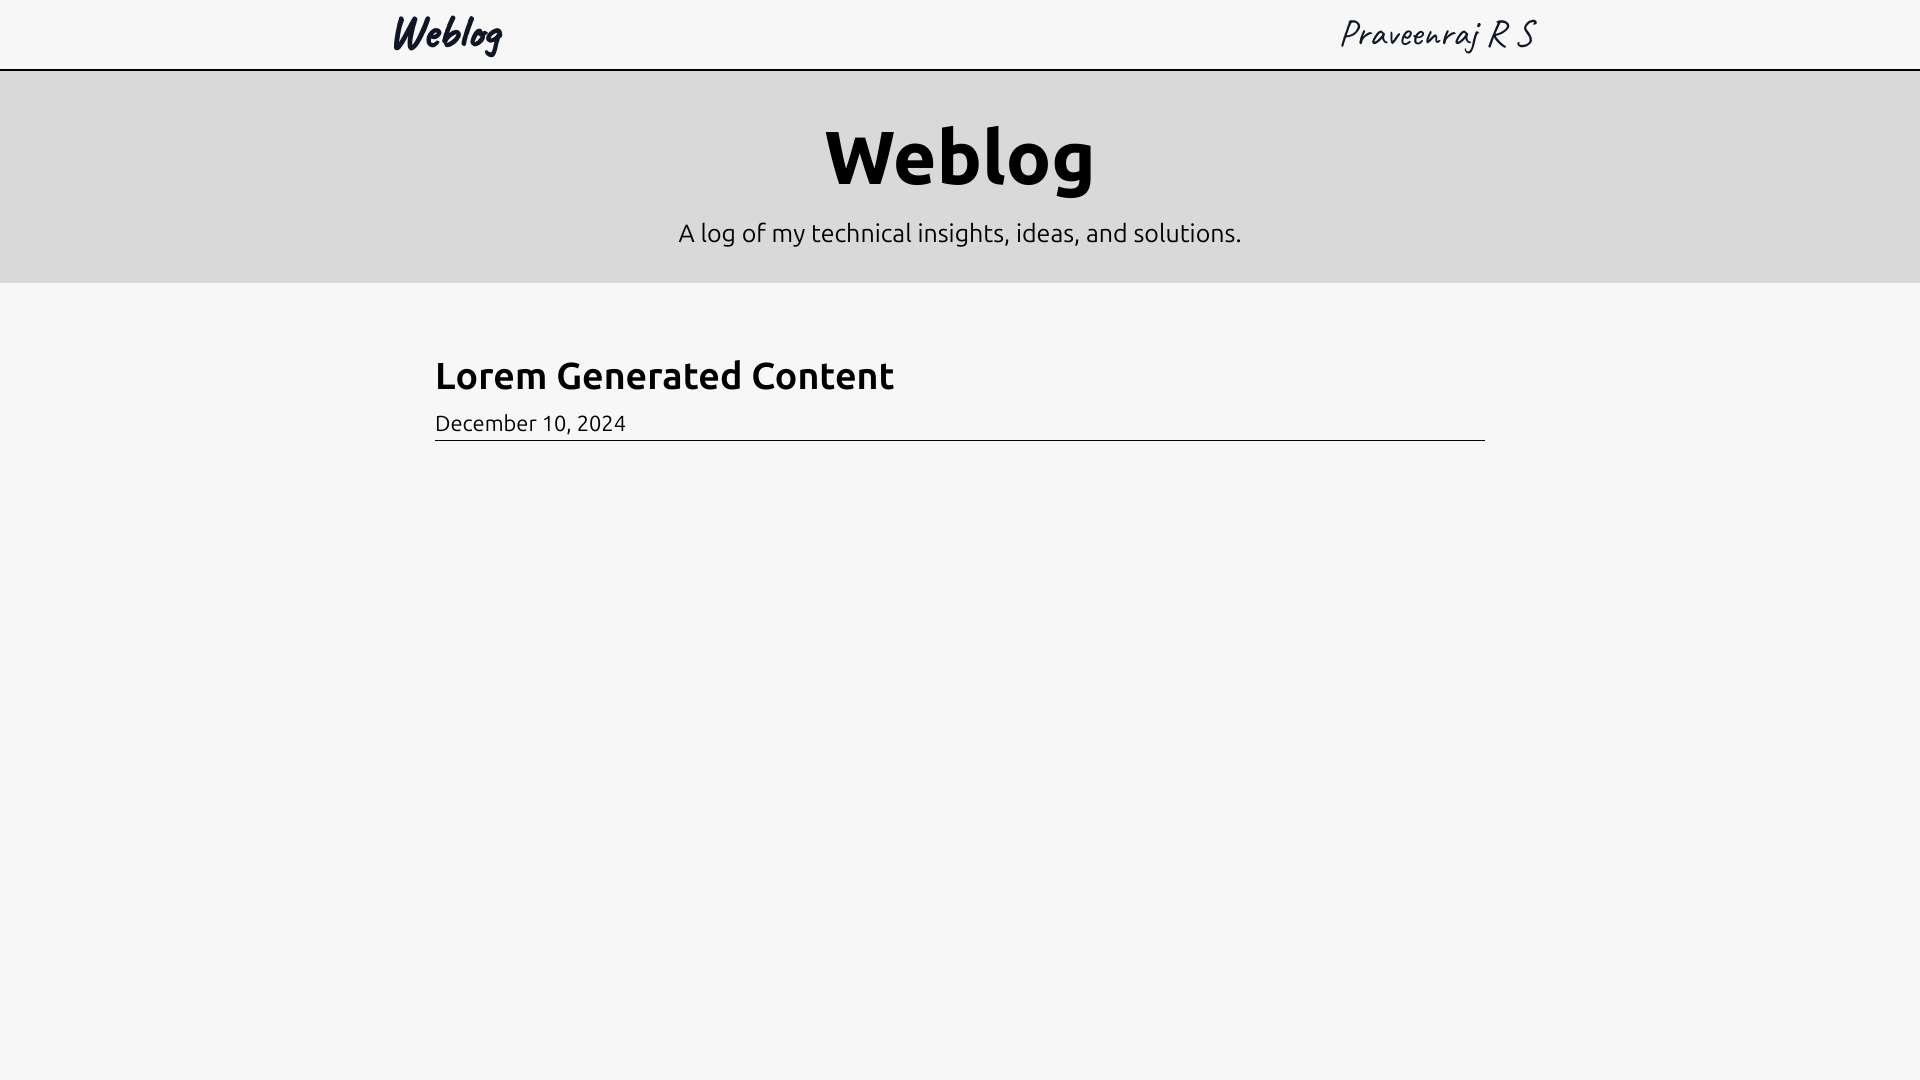 Weblog
Praveenraj R S
Weblog
A log of my technical insights, ideas, and solutions.
Lorem Generated Content
December 10, 2024